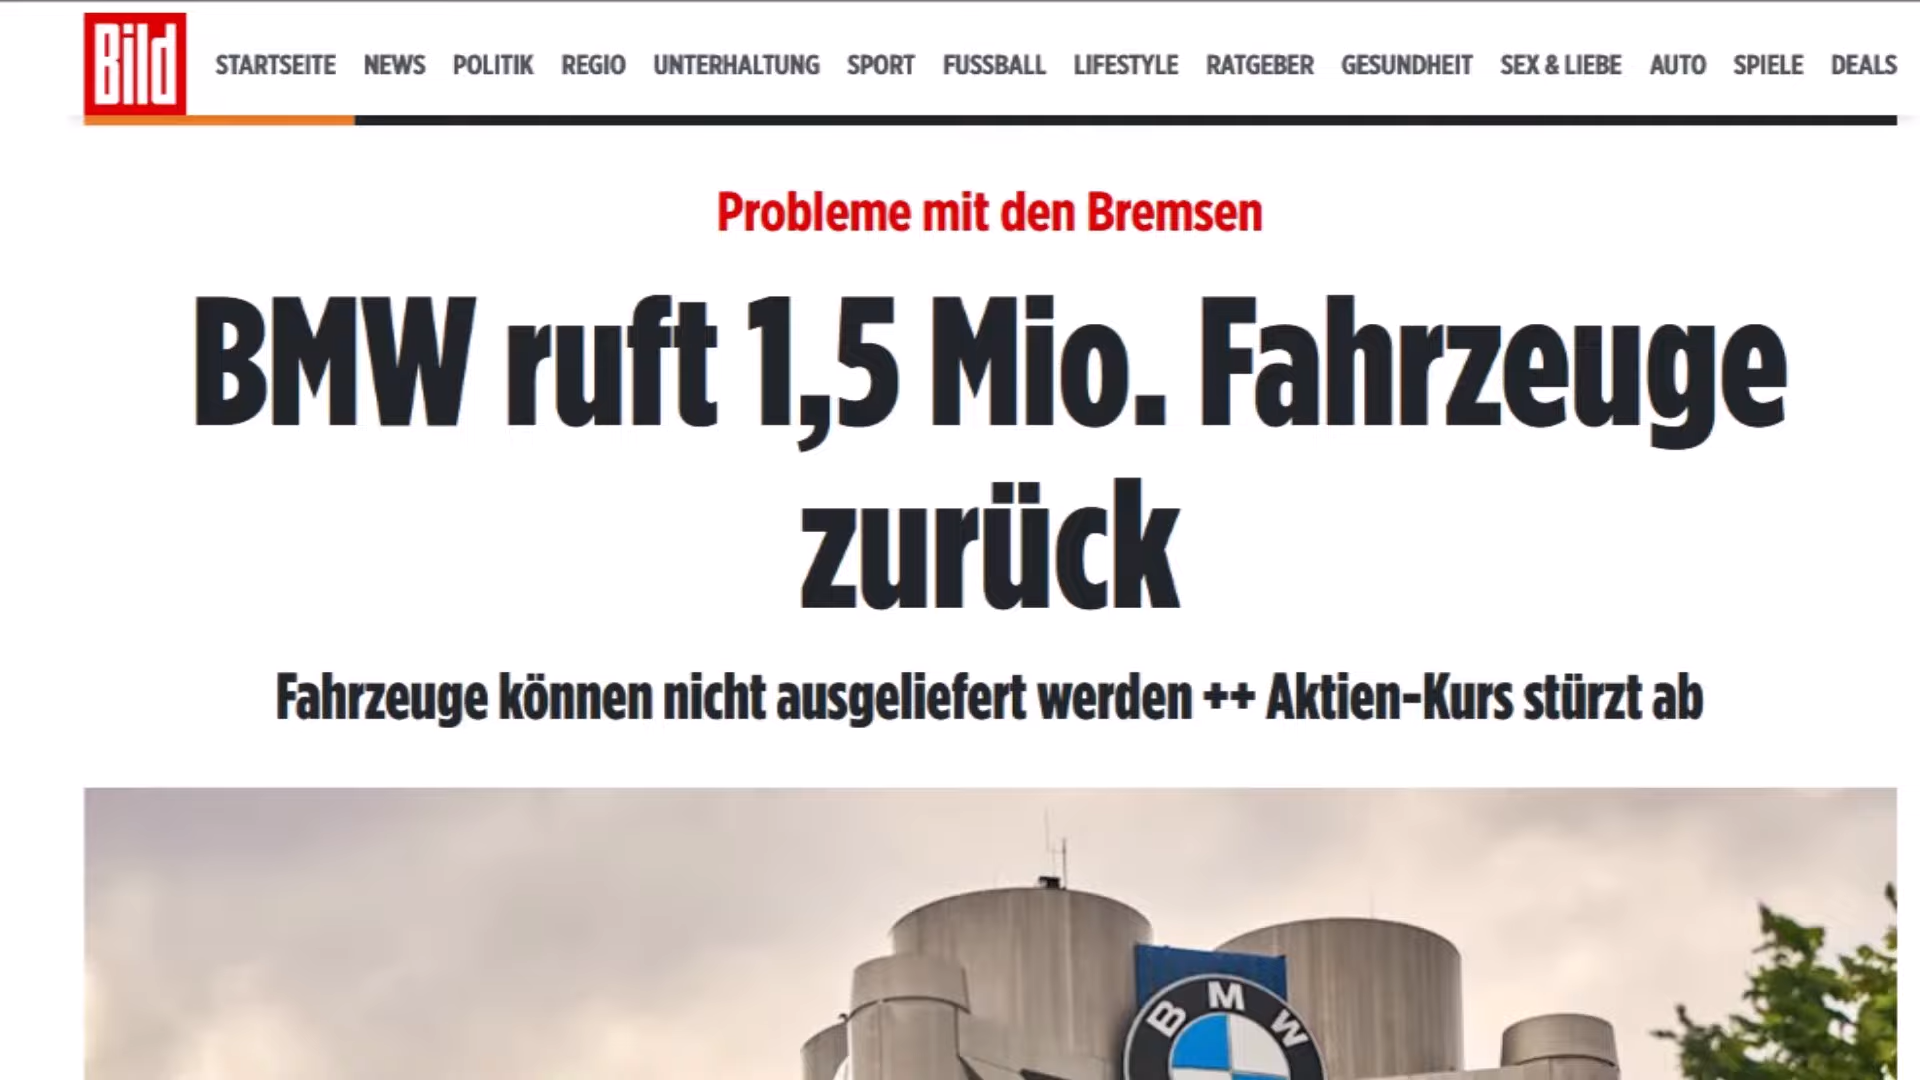 Bild STARTSEITE NEWS POLITIK REGIO UNTERHALTUNG SPORT FUSSBALL LIFESTYLE RATGEBER GESUNDHEIT SEX & LIEBE AUTO SPIELE DEALS
Probleme mit den Bremsen
BMW ruft 1,5 Mio. Fahrzeuge
zurück
Fahrzeuge können nicht ausgeliefert werden ++ Aktien-Kurs stürzt ab
BMW